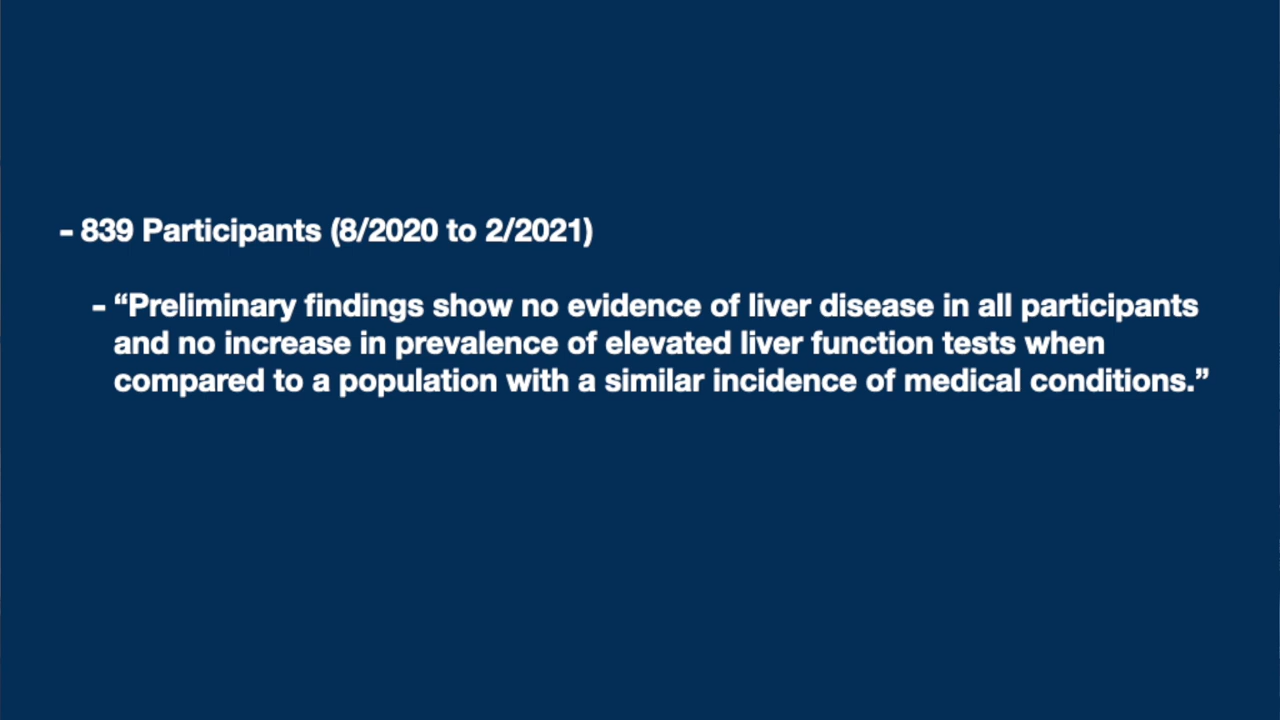 - 839 Participants (8/2020 to 2/2021)
- “Preliminary findings show no evidence of liver disease in all participants
and no increase in prevalence of elevated liver function tests when
compared to a population with a similar incidence of medical conditions.”